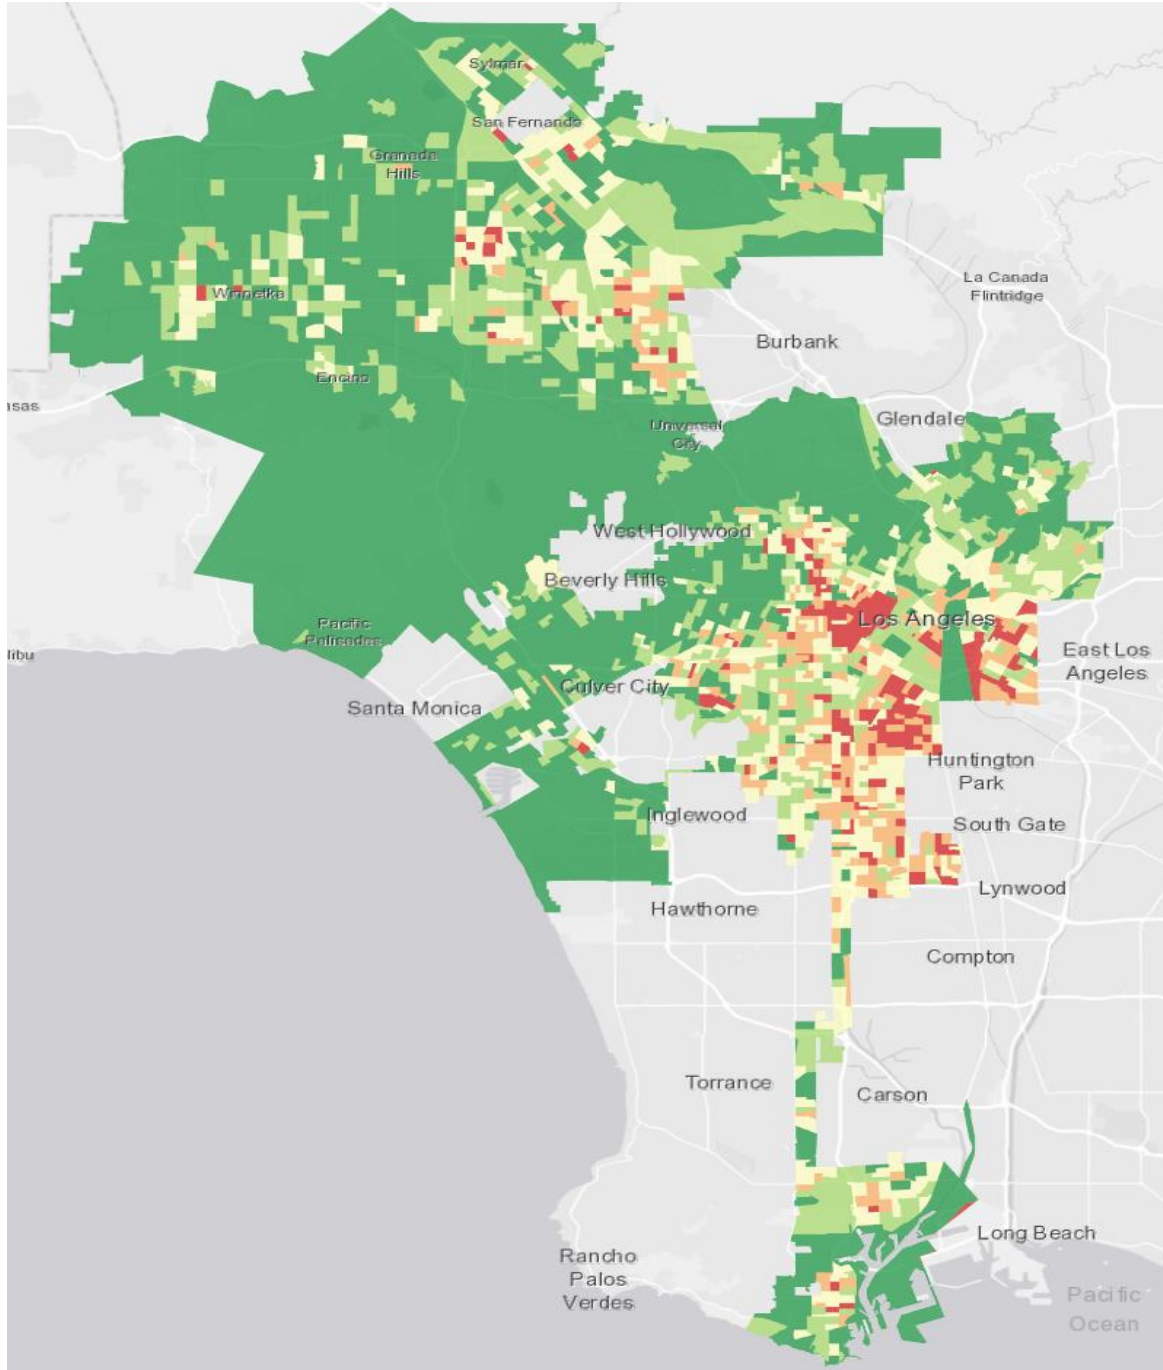 Sylmar
San Fernando
Granada
Hills
La Canada
Flintridge
Winnetka
Burbank
Encino
asas
Glendale
Universal
City
West Hollywood
Beverly Hills
Los Angeles
Pacific
Palisades
libu
East Los
Angeles
Culver City
Santa Monica
Huntington
Park
Inglewood
South Gate
Lynwood
Hawthorne
Compton
Torrance
Carson
Long Beach
Rancho
Palos
Verdes
Pacific
Ocean